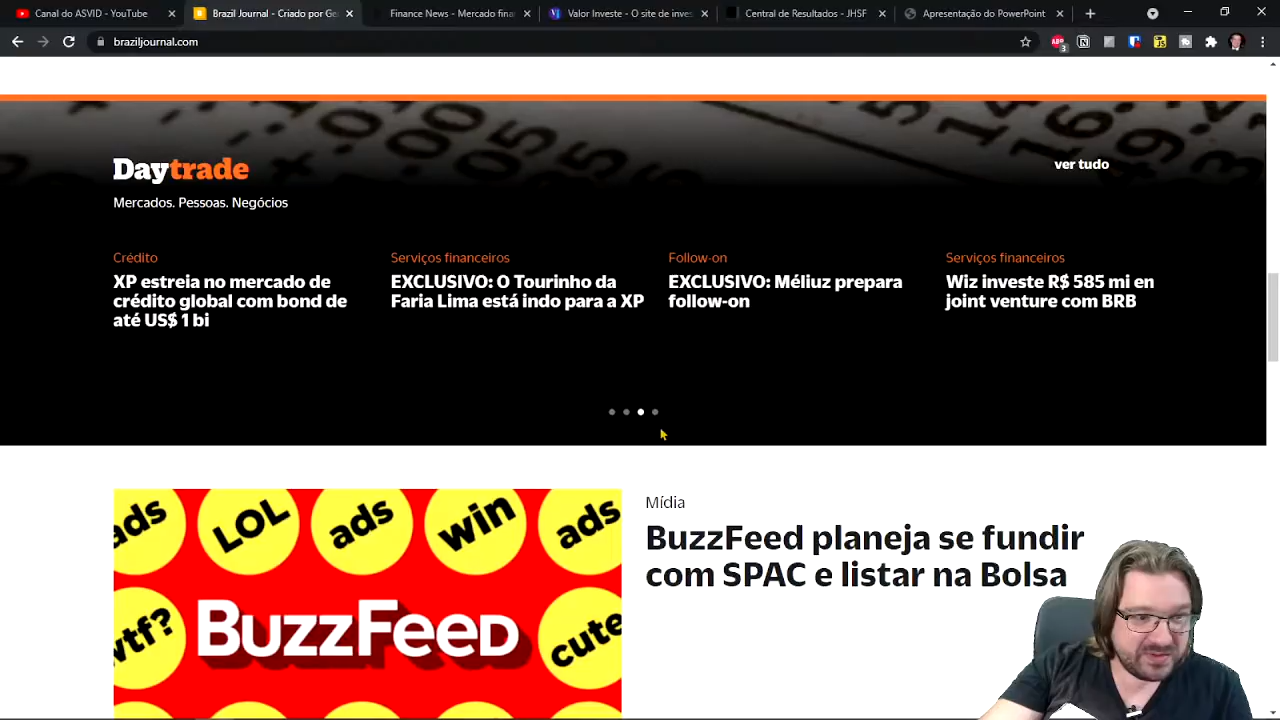 Canal do ASVID - YouTube
Brazil Journal - Criado por Ge
Finance News - Mercado fina
Valor Investe - O site de inves
Central de Resultados - JHSF
Apresentação do PowerPoint
braziljournal.com
ABP
3
JS
Daytrade
ver tudo
Mercados. Pessoas. Negócios
Crédito
XP estreia no mercado de
crédito global com bond de
até US$ 1 bi
Serviços financeiros
EXCLUSIVO: O Tourinho da
Faria Lima está indo para a XP
Follow-on
EXCLUSIVO: Méliuz prepara
follow-on
Serviços financeiros
Wiz investe R$ 585 mi en
joint venture com BRB
ads
LOL
ads
win
ads
wtf?
BuzzFeed
cute
Mídia
BuzzFeed planeja se fundir
com SPAC e listar na Bolsa